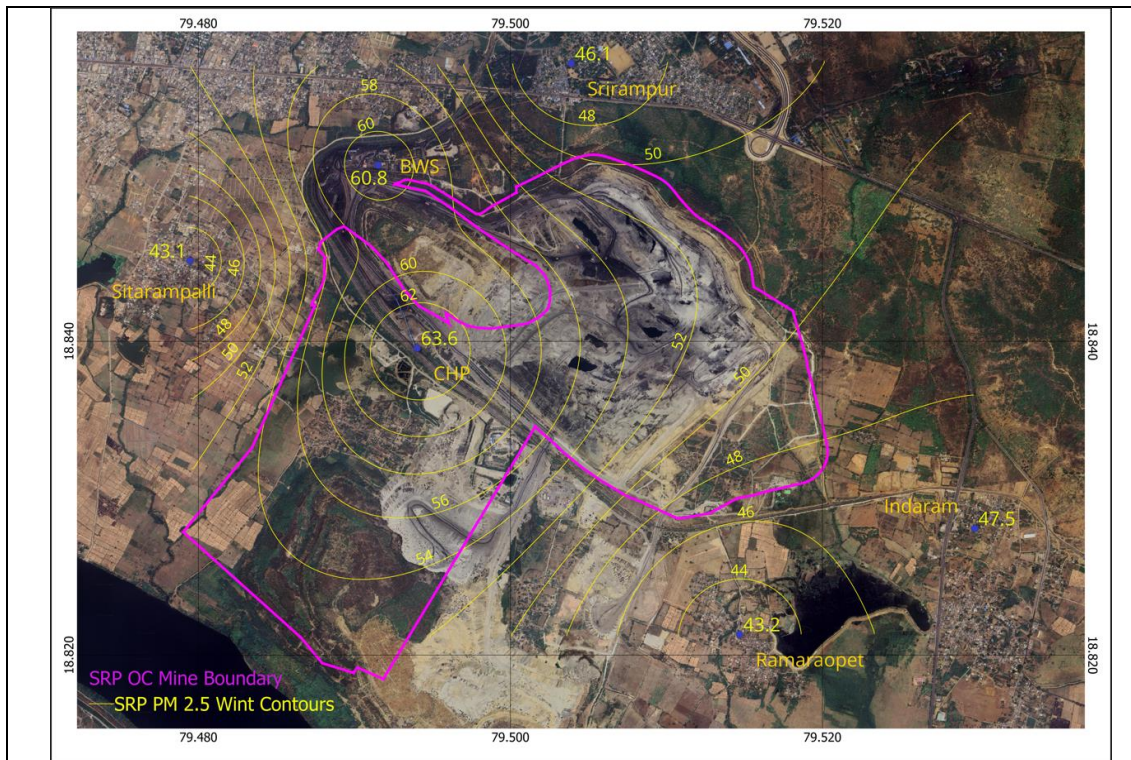 79.480 79.500 79.520
46.1
Srirampur
58
48
60
50
BWS
60.8
43.1
44
46
Sitarampalli
60
62
48
50
52
63.6
52
18.840 18.840
CHP
50
48
56
46
Indaram
47.5
54
44
43.2
18.820 18.820
Ramaraopet
SRP OC Mine Boundary
SRP PM 2.5 Wint Contours
79.480 79.500 79.520